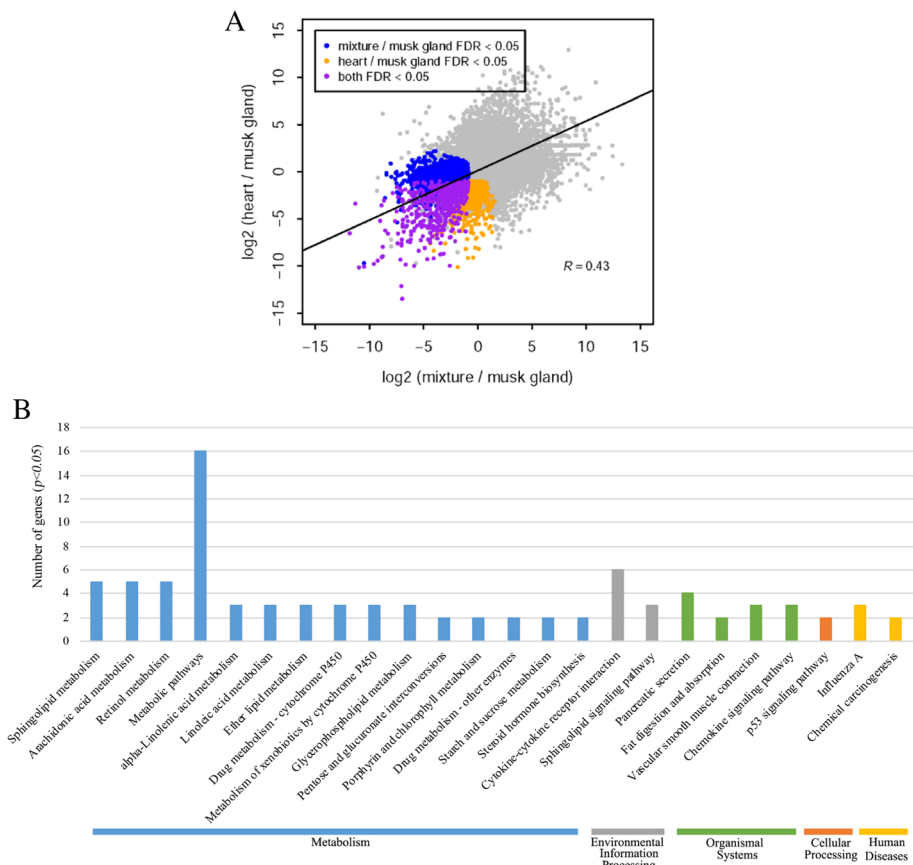 A
mixture / musk gland FDR < 0.05
heart / musk gland FDR < 0.05
both FDR < 0.05
log2 (heart / musk gland)
15
10
5
0
−5
−10
−15
R = 0.43
−15 −10 −5 0 5 10 15
log2 (mixture / musk gland)
B
Number of genes (p<0.05)
18
16
14
12
10
8
6
4
2
0
Sphingolipid metabolism
Arachidonic acid metabolism
Retinol metabolism
Metabolic pathways
alpha-Linolenic acid metabolism
Linoleic acid metabolism
Ether lipid metabolism
Drug metabolism - cytochrome P450
Metabolism of xenobiotics by cytochrome P450
Glycerophospholipid metabolism
Pentose and glucuronate interconversions
Porphyrin and chlorophyll metabolism
Drug metabolism - other enzymes
Starch and sucrose metabolism
Steroid hormone biosynthesis
Cytokine-cytokine receptor interaction
Sphingolipid signaling pathway
Pancreatic secretion
Fat digestion and absorption
Vascular smooth muscle contraction
Chemokine signaling pathway
p53 signaling pathway
Influenza A
Chemical carcinogenesis
Metabolism
Environmental
Information
Processing
Organismal
Systems
Cellular
Processing
Human
Diseases